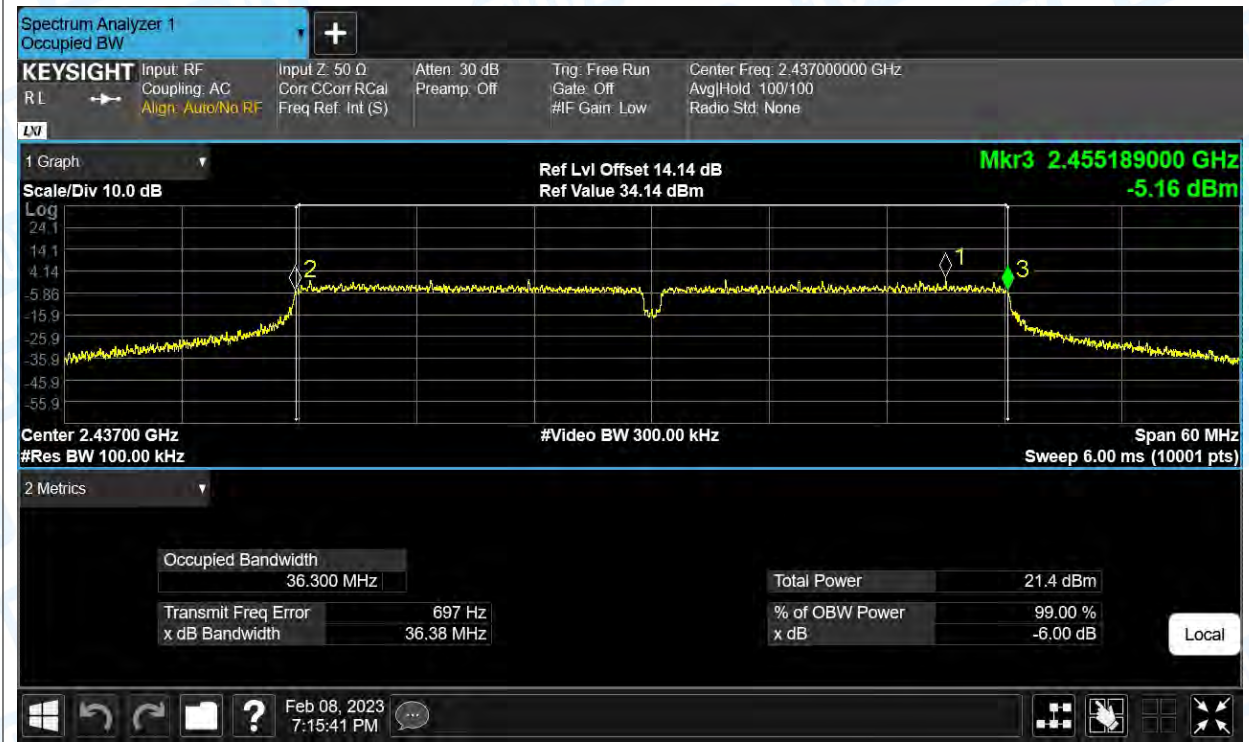 Spectrum Analyzer 1
Occupied BW
+
KEYSIGHT
R L
LXI
Input: RF
Coupling: AC
Align: Auto/No RF
Input Z: 50 Ω
Corr CCorr RCal
Freq Ref: Int (S)
Atten: 30 dB
Preamp: Off
Trig: Free Run
Gate: Off
#IF Gain: Low
Center Freq: 2.437000000 GHz
Avg|Hold: 100/100
Radio Std: None
1 Graph
Scale/Div 10.0 dB
Ref Lvl Offset 14.14 dB
Ref Value 34.14 dBm
Mkr3 2.455189000 GHz
-5.16 dBm
Log
24.1
14.1
4.14
-5.86
-15.9
-25.9
-35.9
-45.9
-55.9
2
1
3
Center 2.43700 GHz
#Res BW 100.00 kHz
#Video BW 300.00 kHz
Span 60 MHz
Sweep 6.00 ms (10001 pts)
2 Metrics
Occupied Bandwidth
36.300 MHz
Transmit Freq Error 697 Hz
x dB Bandwidth 36.38 MHz
Total Power 21.4 dBm
% of OBW Power 99.00 %
x dB -6.00 dB
Local
?
Feb 08, 2023
7:15:41 PM